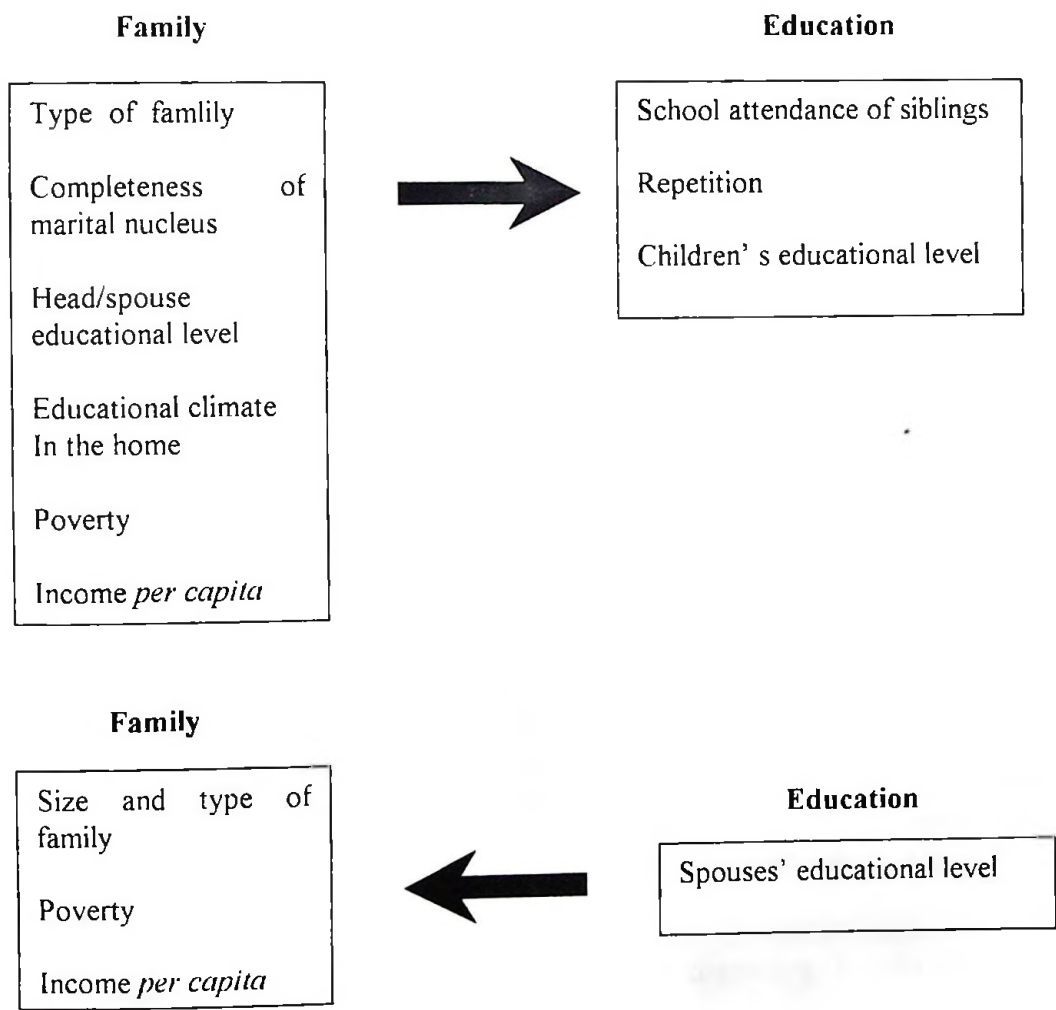 Family
Type of famlily
Completeness of
marital nucleus
Head/spouse
educational level
Educational climate
In the home
Poverty
Income per capita
Education
School attendance of siblings
Repetition
Children' s educational level
Family
Size and type of
family
Poverty
Income per capita
Education
Spouses' educational level